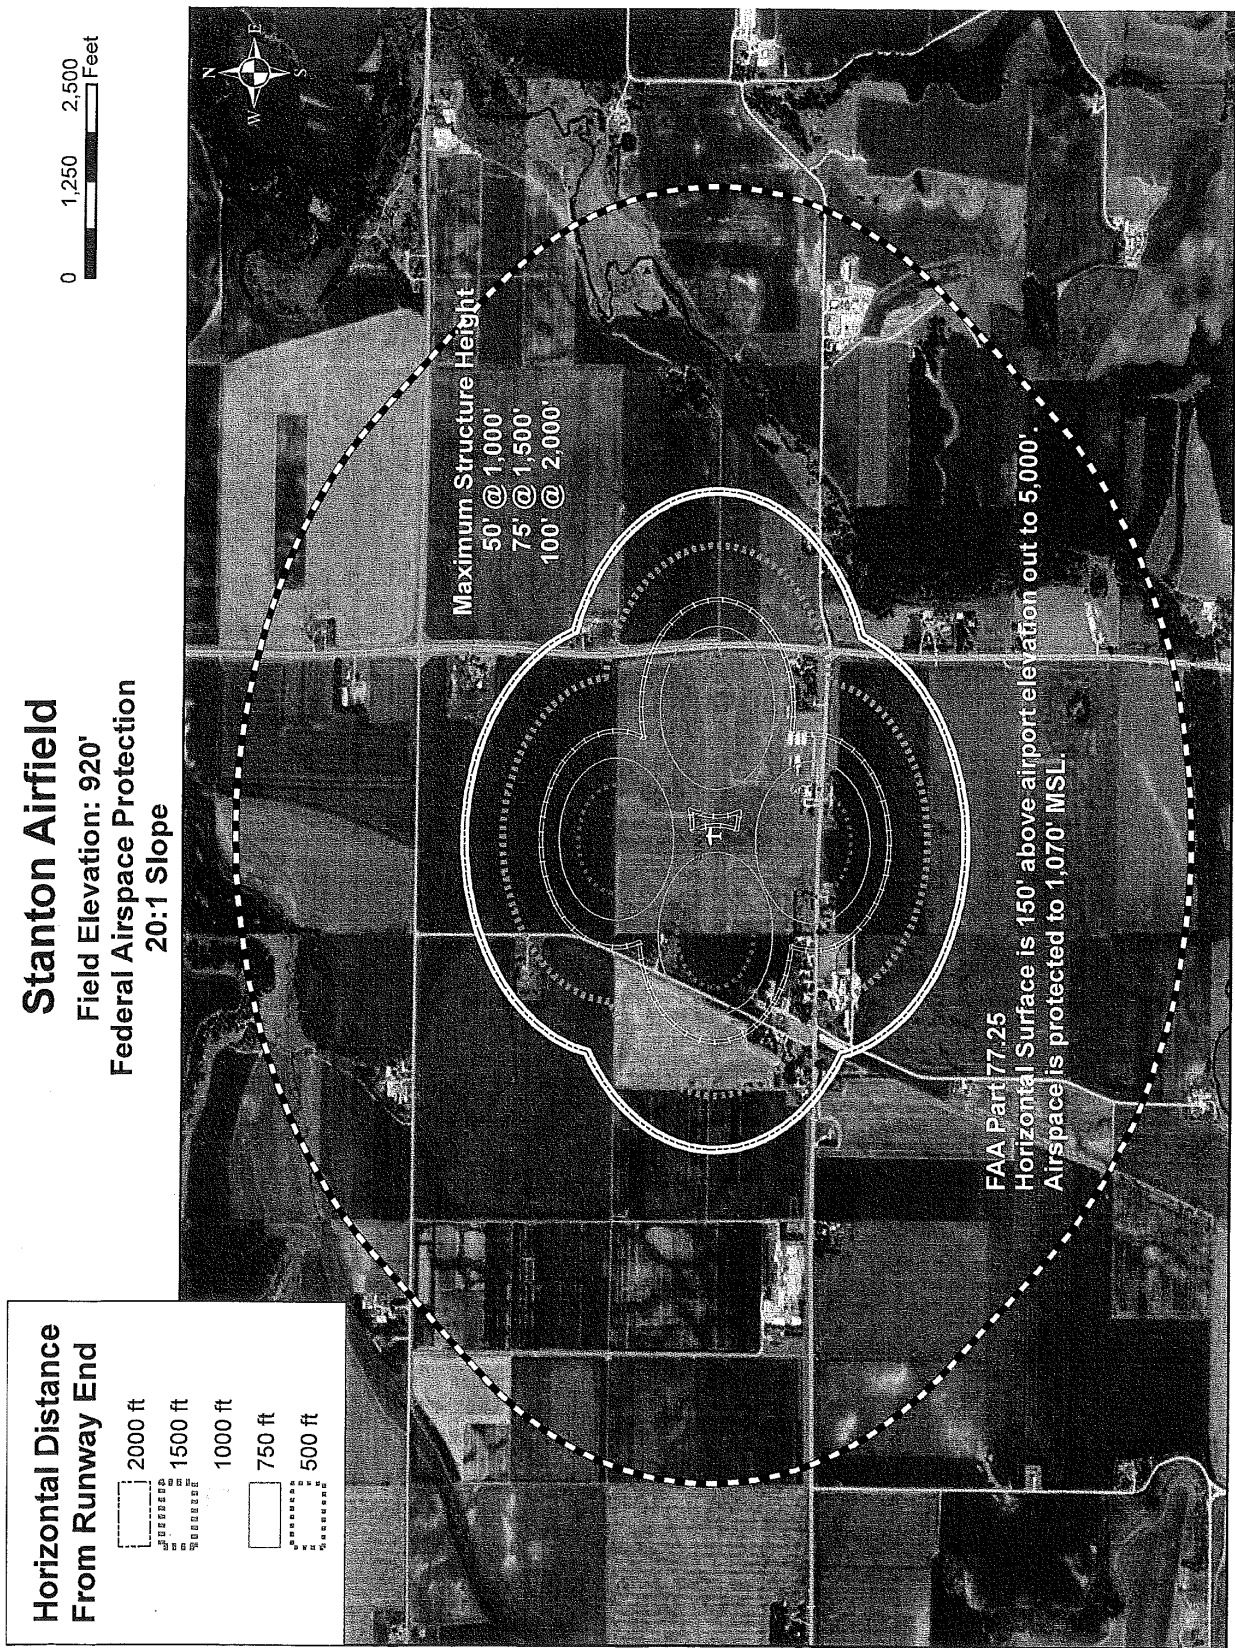 Stanton Airfield
Field Elevation: 920'
Federal Airspace Protection
20:1 Slope
Horizontal Distance
From Runway End
2000 ft
1500 ft
1000 ft
750 ft
500 ft
0 1,250 2,500
Feet
N
E
S
W
Maximum Structure Height
50' @ 1,000'
75' @ 1,500'
100' @ 2,000'
FAA Part 77.25
Horizontal Surface is 150' above airport elevation out to 5,000'.
Airspace is protected to 1,070' MSL.